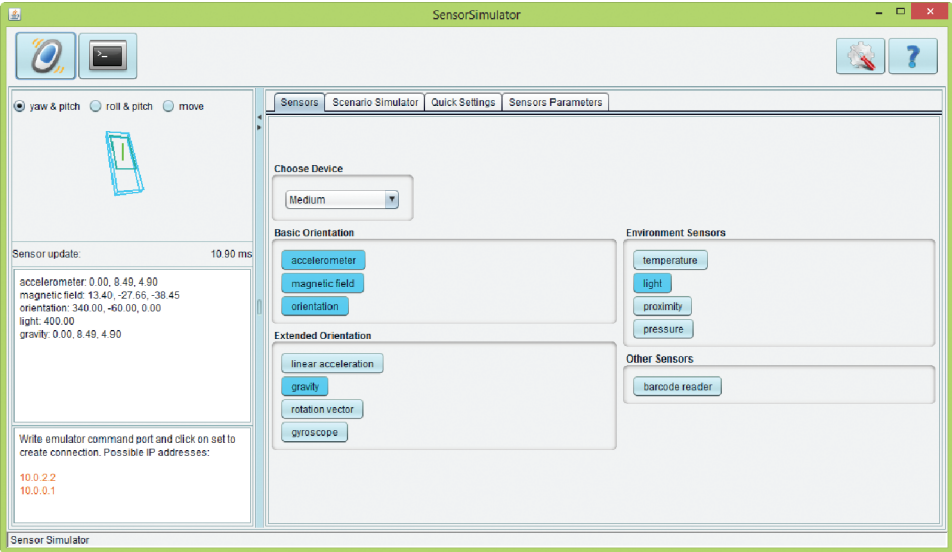 SensorSimulator
yaw & pitch roll & pitch move
Sensor update: 10.90 ms
accelerometer: 0.00, 8.49, 4.90
magnetic field: 13.40, -27.66, -38.45
orientation: 340.00, -60.00, 0.00
light: 400.00
gravity: 0.00, 8.49, 4.90
Write emulator command port and click on set to
create connection. Possible IP addresses:
10.0.2.2
10.0.0.1
Sensors Scenario Simulator Quick Settings Sensors Parameters
Choose Device
Medium
Basic Orientation
accelerometer
magnetic field
orientation
Extended Orientation
linear acceleration
gravity
rotation vector
gyroscope
Environment Sensors
temperature
light
proximity
pressure
Other Sensors
barcode reader
Sensor Simulator